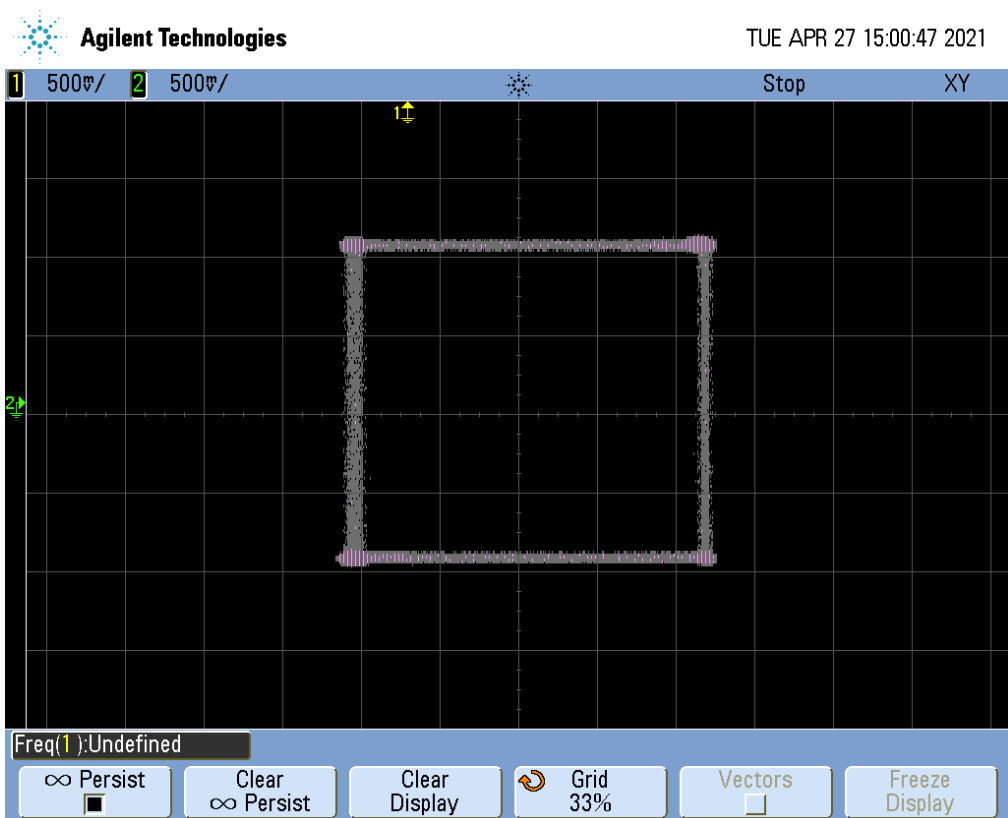 Agilent Technologies TUE APR 27 15:00:47 2021
1 500mV/ 2 500mV/ Stop XY
1
2
Freq(1):Undefined
∞ Persist Clear ∞ Persist Clear Display Grid 33% Vectors Freeze Display